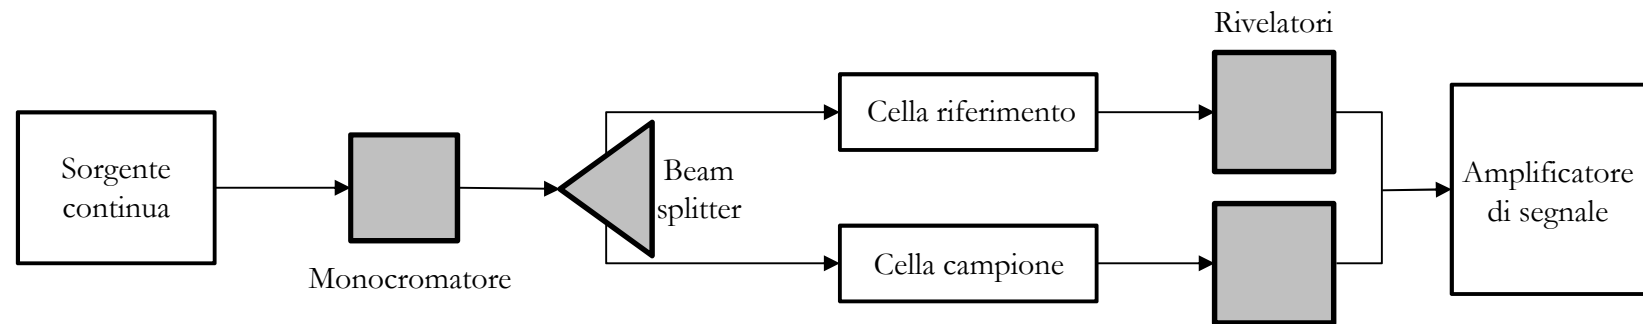 Sorgente
continua
Monocromatore
Beam
splitter
Cella riferimento
Cella campione
Rivelatori
Amplificatore
di segnale